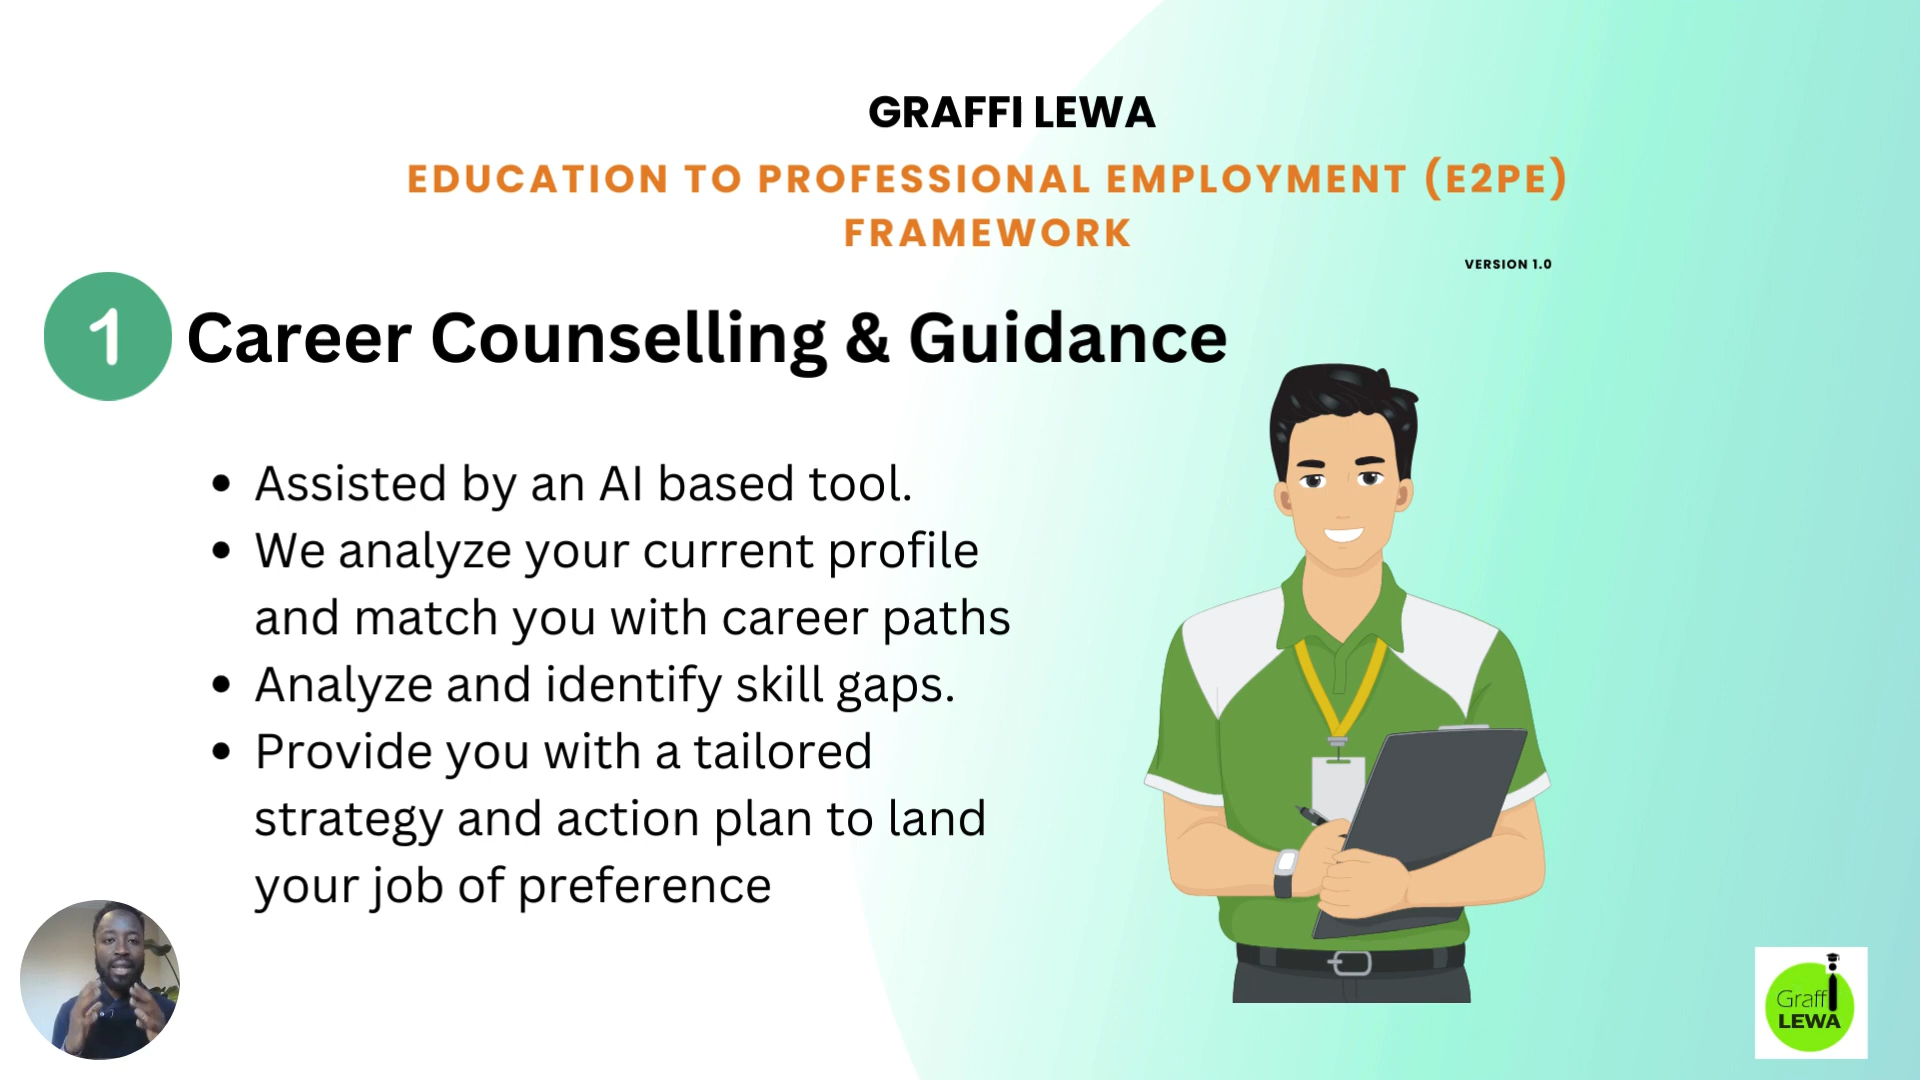 GRAFFI LEWA
EDUCATION TO PROFESSIONAL EMPLOYMENT (E2PE)
FRAMEWORK
VERSION 1.0
1 Career Counselling & Guidance
• Assisted by an AI based tool.
• We analyze your current profile
and match you with career paths
• Analyze and identify skill gaps.
• Provide you with a tailored
strategy and action plan to land
your job of preference
Graffi
LEWA